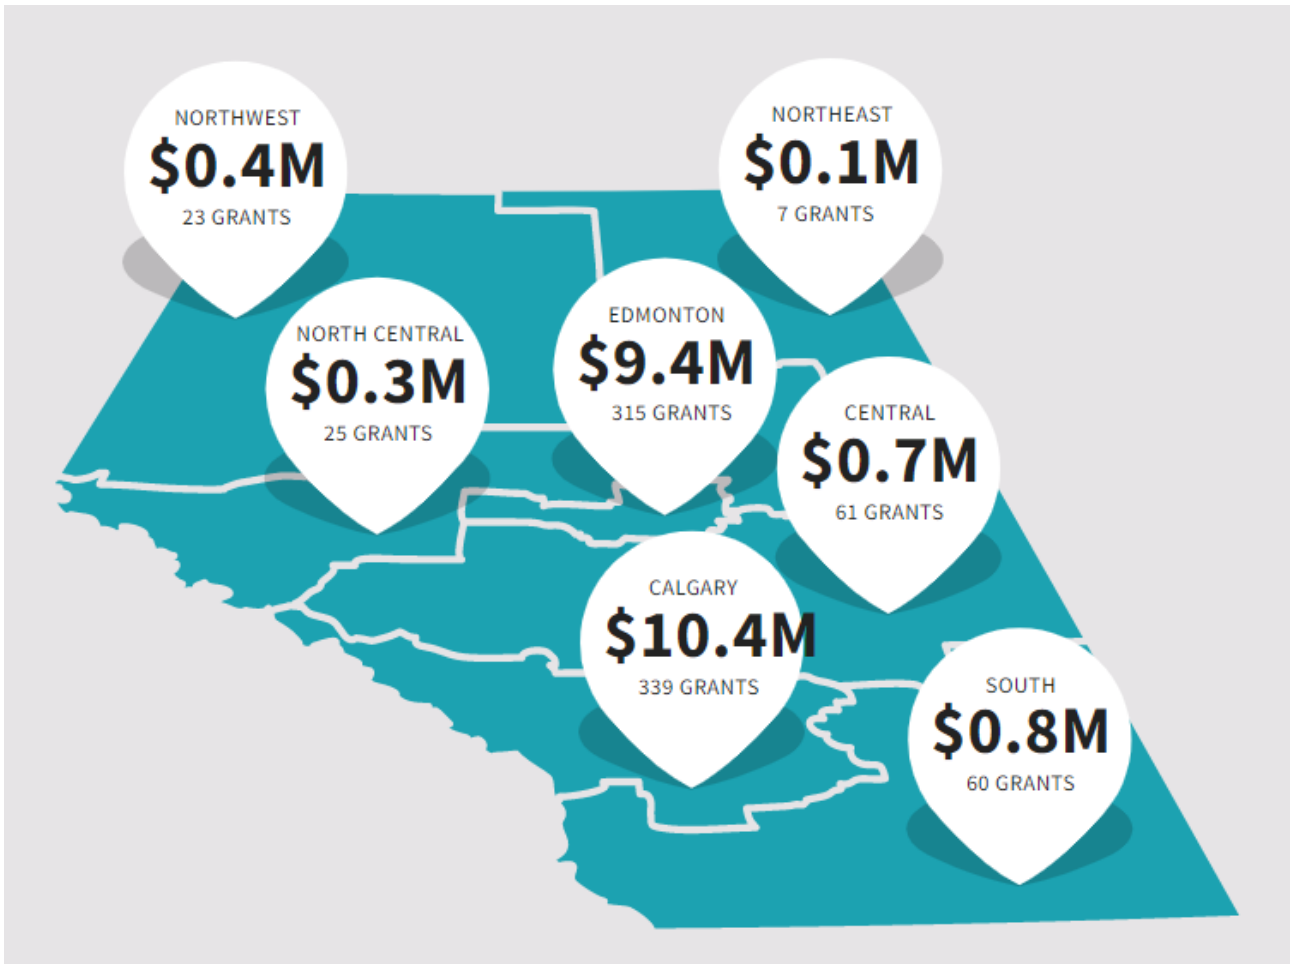 NORTHWEST
$0.4M
23 GRANTS
NORTHEAST
$0.1M
7 GRANTS
NORTH CENTRAL
$0.3M
25 GRANTS
EDMONTON
$9.4M
315 GRANTS
CENTRAL
$0.7M
61 GRANTS
CALGARY
$10.4M
339 GRANTS
SOUTH
$0.8M
60 GRANTS